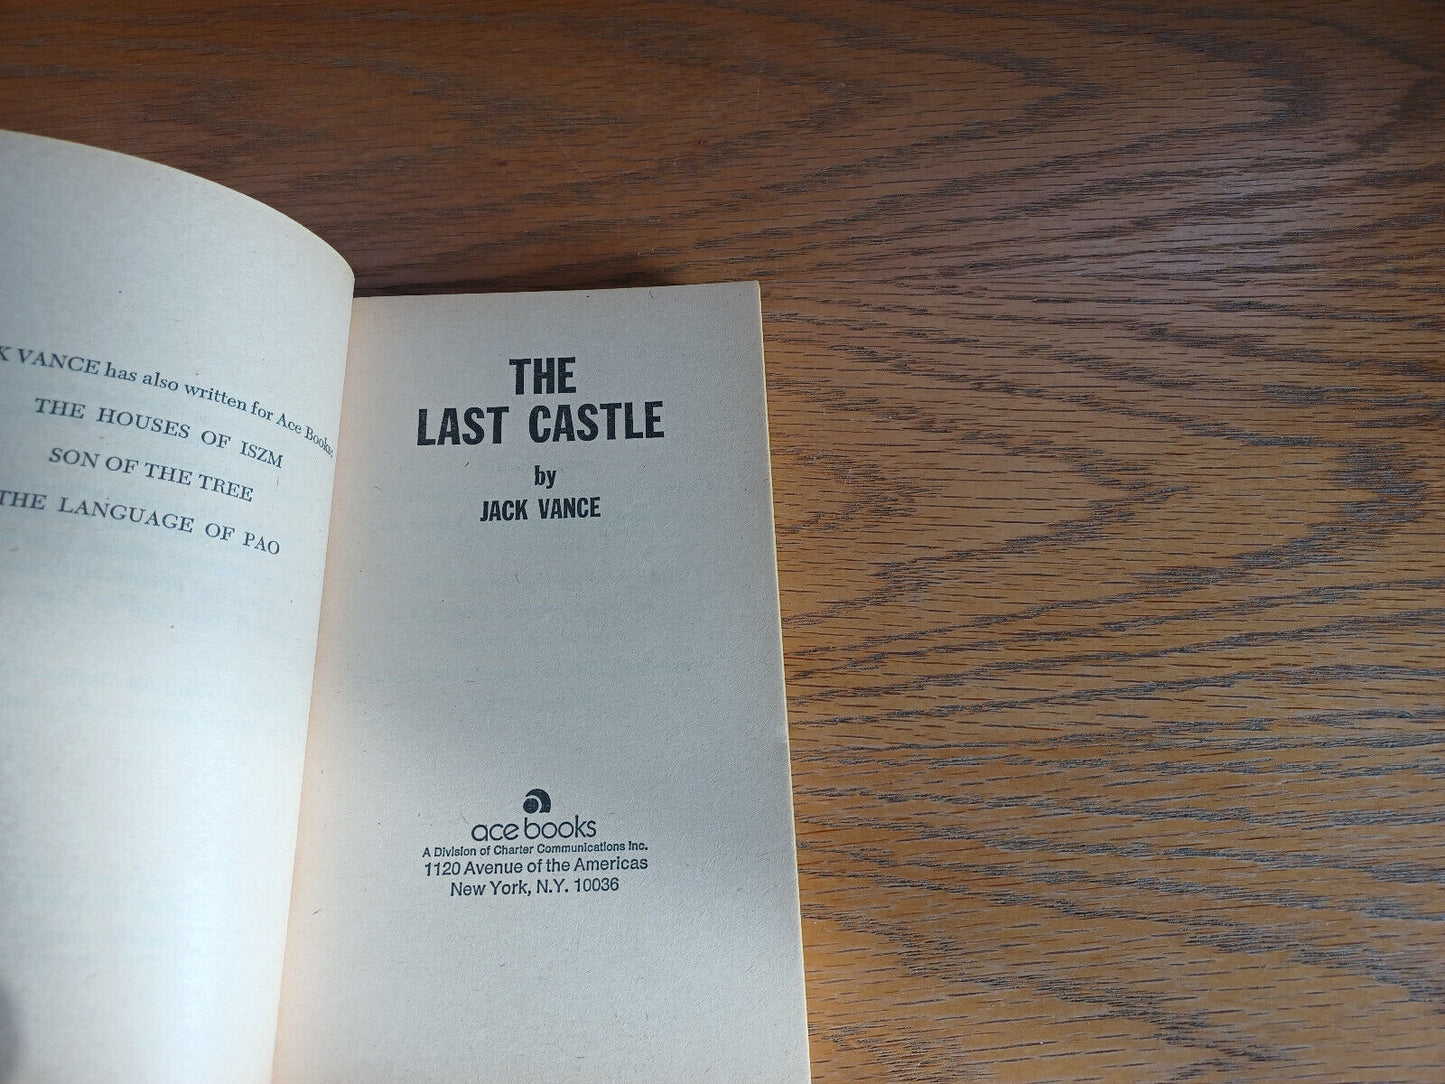 K VANCE has also written for Ace Books:
THE HOUSES OF ISZM
SON OF THE TREE
THE LANGUAGE OF PAO
THE
LAST CASTLE
by
JACK VANCE
ace books
A Division of Charter Communications Inc.
1120 Avenue of the Americas
New York, N.Y. 10036